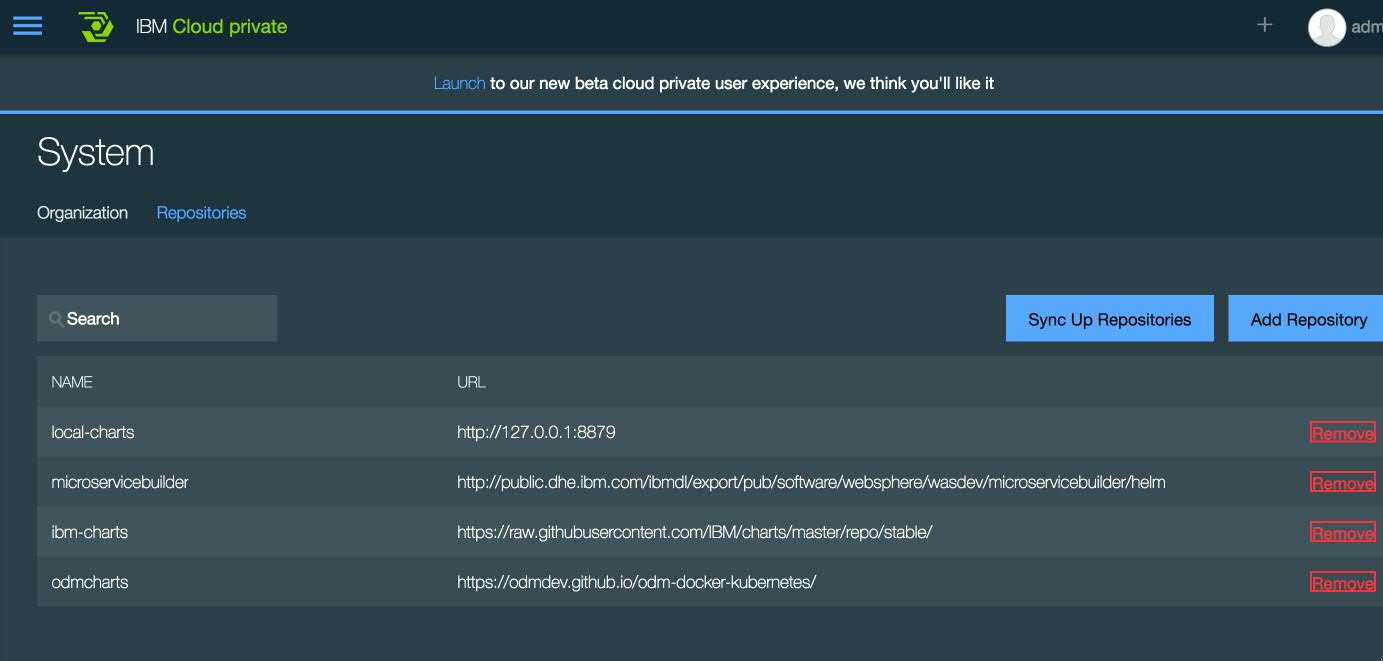 IBM Cloud private
+
adm
Launch to our new beta cloud private user experience, we think you'll like it
System
Organization Repositories
Search
Sync Up Repositories Add Repository
NAME URL
local-charts http://127.0.0.1:8879 Remove
microservicebuilder http://public.dhe.ibm.com/ibmdl/export/pub/software/websphere/wasdev/microservicebuilder/helm Remove
ibm-charts https://raw.githubusercontent.com/IBM/charts/master/repo/stable/ Remove
odmcharts https://odmdev.github.io/odm-docker-kubernetes/ Remove